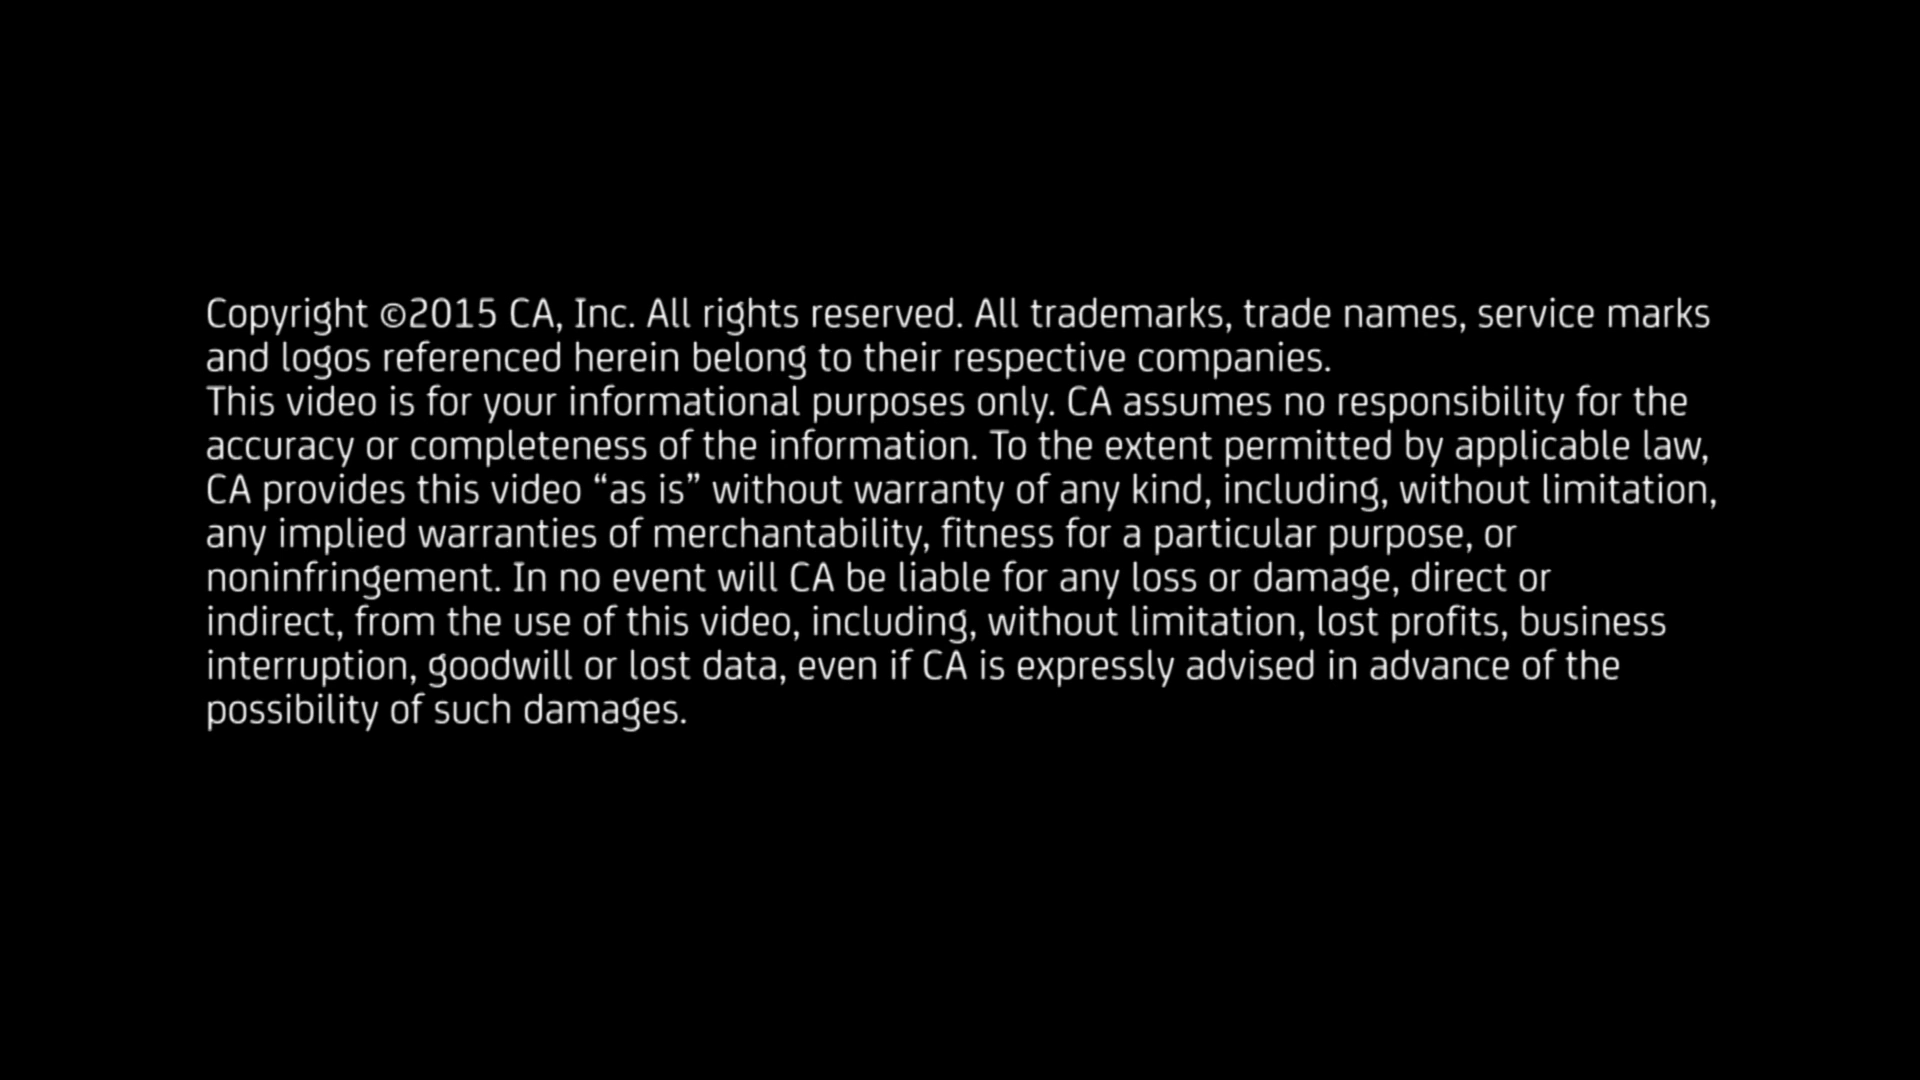 Copyright ©2015 CA, Inc. All rights reserved. All trademarks, trade names, service marks
and logos referenced herein belong to their respective companies.
This video is for your informational purposes only. CA assumes no responsibility for the
accuracy or completeness of the information. To the extent permitted by applicable law,
CA provides this video “as is” without warranty of any kind, including, without limitation,
any implied warranties of merchantability, fitness for a particular purpose, or
noninfringement. In no event will CA be liable for any loss or damage, direct or
indirect, from the use of this video, including, without limitation, lost profits, business
interruption, goodwill or lost data, even if CA is expressly advised in advance of the
possibility of such damages.